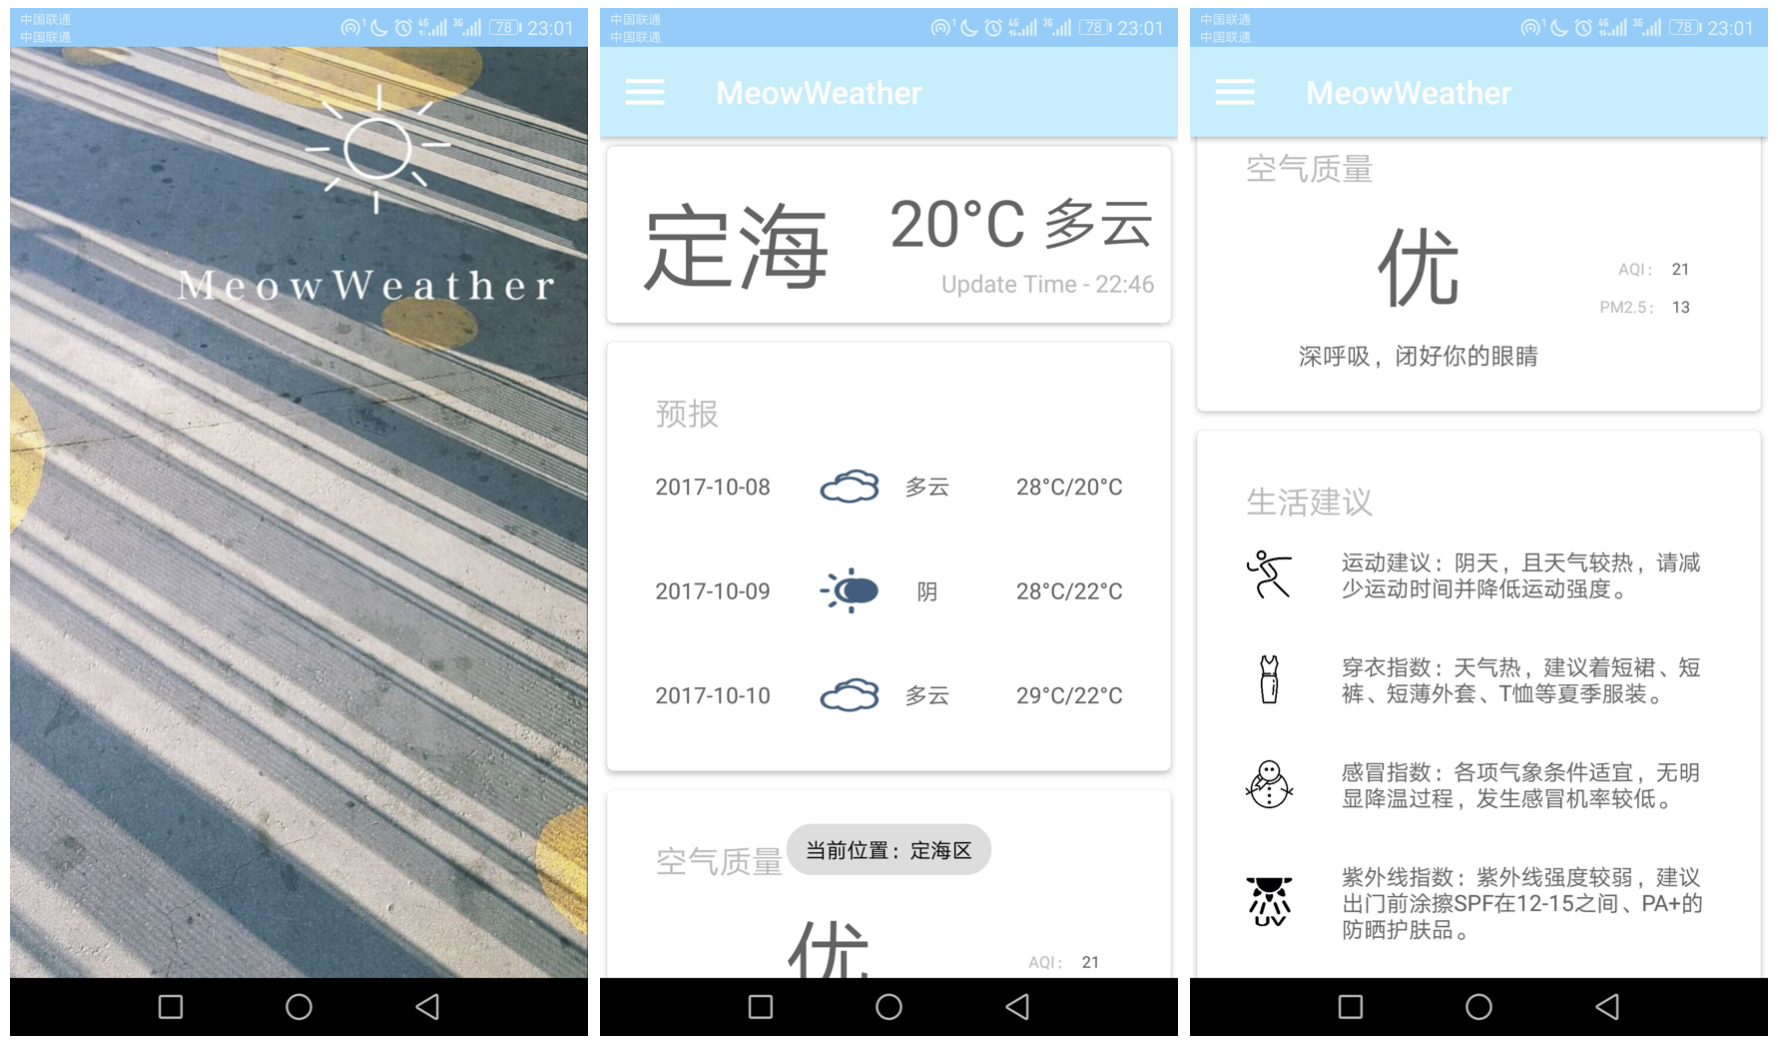 中国联通
中国联通
4G
3G
78
23:01
MeowWeather
中国联通
中国联通
4G
3G
78
23:01
MeowWeather
定海
20°C 多云
Update Time - 22:46
预报
2017-10-08 多云 28°C/20°C
2017-10-09 阴 28°C/22°C
2017-10-10 多云 29°C/22°C
空气质量
当前位置：定海区
优
AQI： 21
中国联通
中国联通
4G
3G
78
23:01
MeowWeather
空气质量
优
AQI： 21
PM2.5： 13
深呼吸，闭好你的眼睛
生活建议
运动建议：阴天，且天气较热，请减
少运动时间并降低运动强度。
穿衣指数：天气热，建议着短裙、短
裤、短薄外套、T恤等夏季服装。
感冒指数：各项气象条件适宜，无明
显降温过程，发生感冒机率较低。
UV
紫外线指数：紫外线强度较弱，建议
出门前涂擦SPF在12-15之间、PA+的
防晒护肤品。